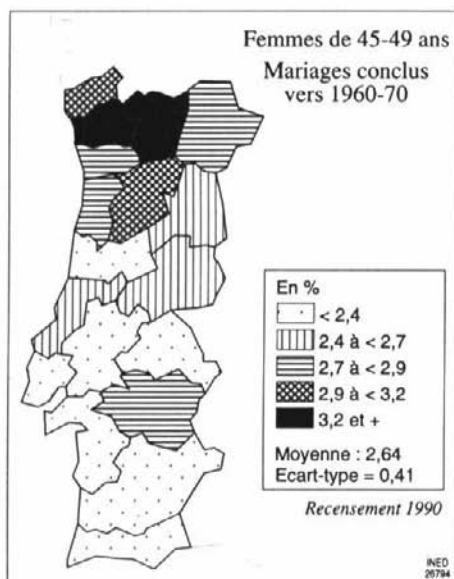 Femmes de 45-49 ans
Mariages conclus
vers 1960-70
En %
< 2,4
2,4 à < 2,7
2,7 à < 2,9
2,9 à < 3,2
3,2 et +
Moyenne : 2,64
Ecart-type = 0,41
Recensement 1990
INED
26794